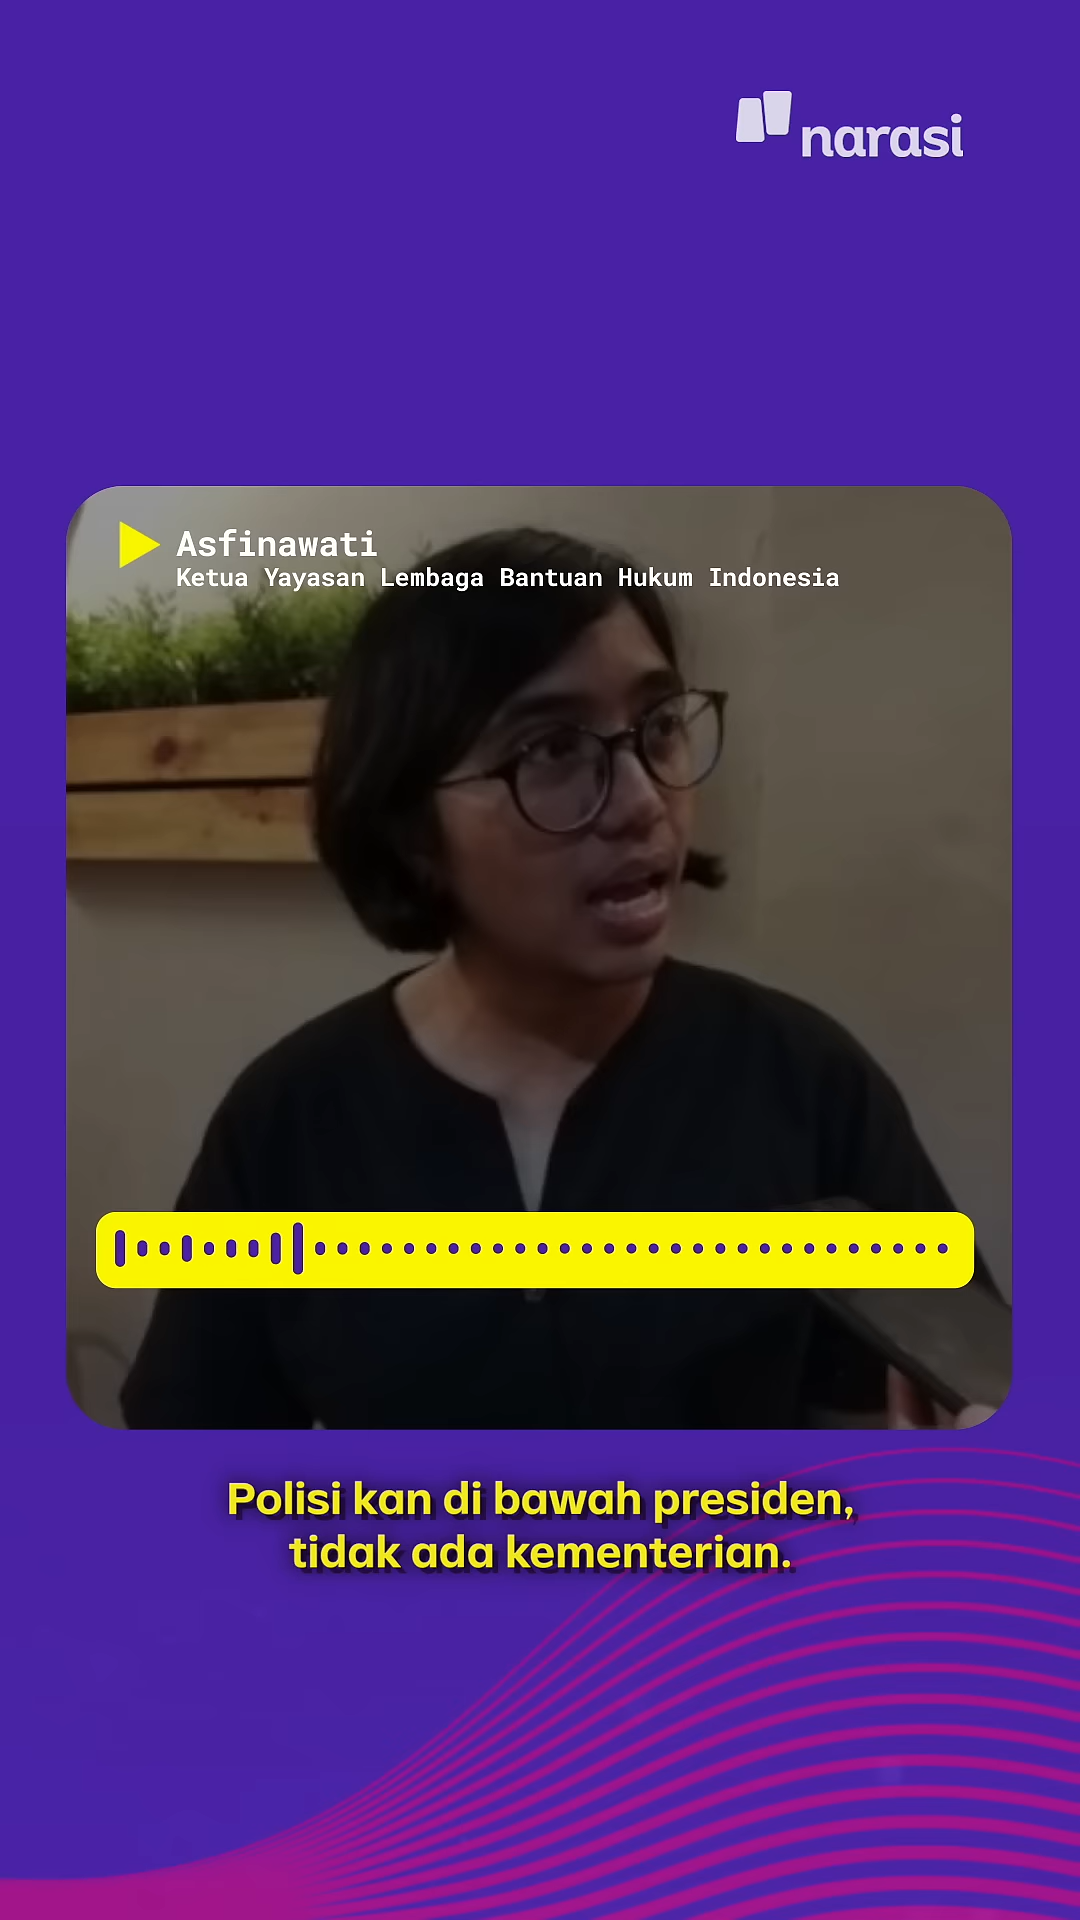 narasi
Asfinawati
Ketua Yayasan Lembaga Bantuan Hukum Indonesia
Polisi kan di bawah presiden,
tidak ada kementerian.